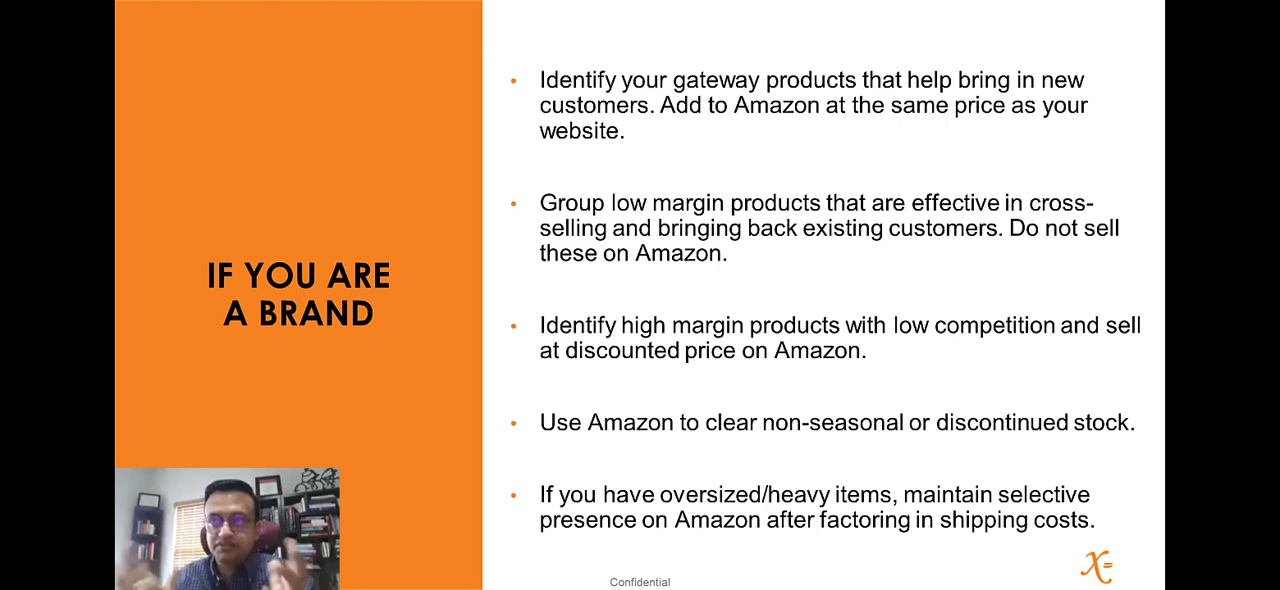 IF YOU ARE
A BRAND
• Identify your gateway products that help bring in new
customers. Add to Amazon at the same price as your
website.
• Group low margin products that are effective in cross-
selling and bringing back existing customers. Do not sell
these on Amazon.
• Identify high margin products with low competition and sell
at discounted price on Amazon.
• Use Amazon to clear non-seasonal or discontinued stock.
• If you have oversized/heavy items, maintain selective
presence on Amazon after factoring in shipping costs.
X=
Confidential